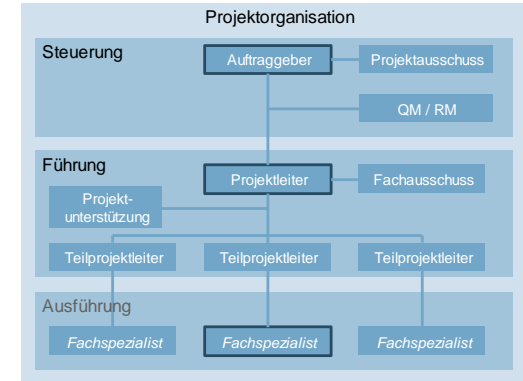 Projektorganisation
Steuerung
Auftraggeber
Projektausschuss
QM / RM
Führung
Projektleiter
Fachausschuss
Projekt-
unterstützung
Teilprojektleiter
Teilprojektleiter
Teilprojektleiter
Ausführung
Fachspezialist
Fachspezialist
Fachspezialist